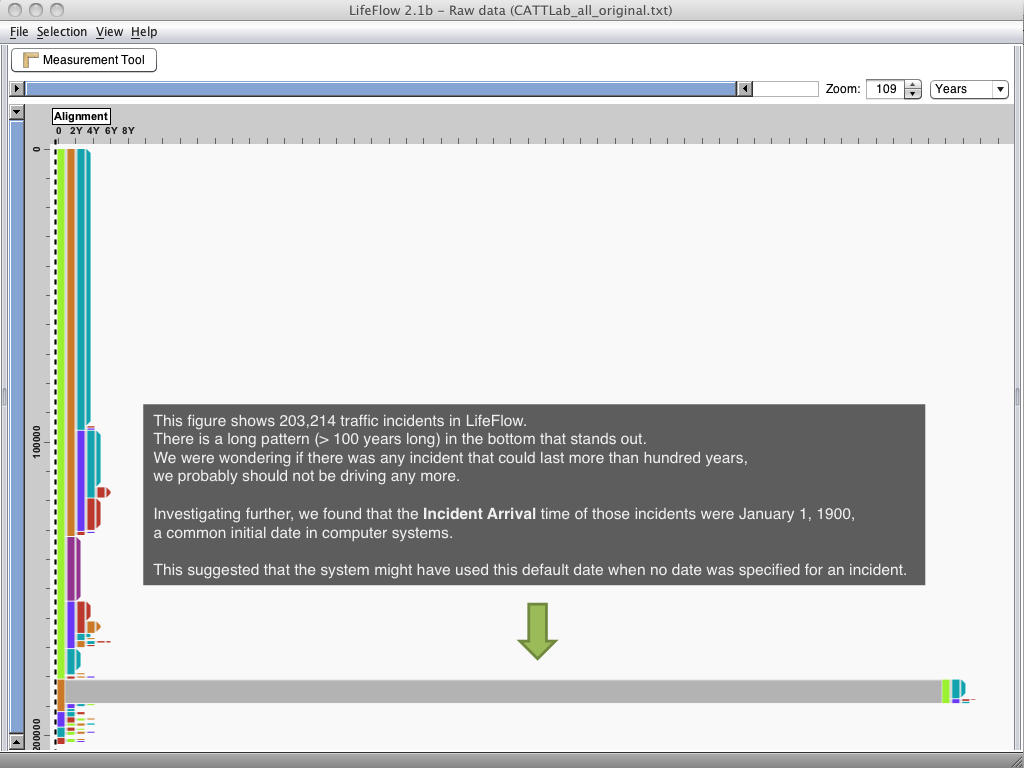 LifeFlow 2.1b – Raw data (CATTLab_all_original.txt)
File Selection View Help
Measurement Tool
Zoom: 109 Years
Alignment
0 2Y 4Y 6Y 8Y
0
100000
200000
This figure shows 203,214 traffic incidents in LifeFlow.
There is a long pattern (> 100 years long) in the bottom that stands out.
We were wondering if there was any incident that could last more than hundred years,
we probably should not be driving any more.
Investigating further, we found that the Incident Arrival time of those incidents were January 1, 1900,
a common initial date in computer systems.
This suggested that the system might have used this default date when no date was specified for an incident.